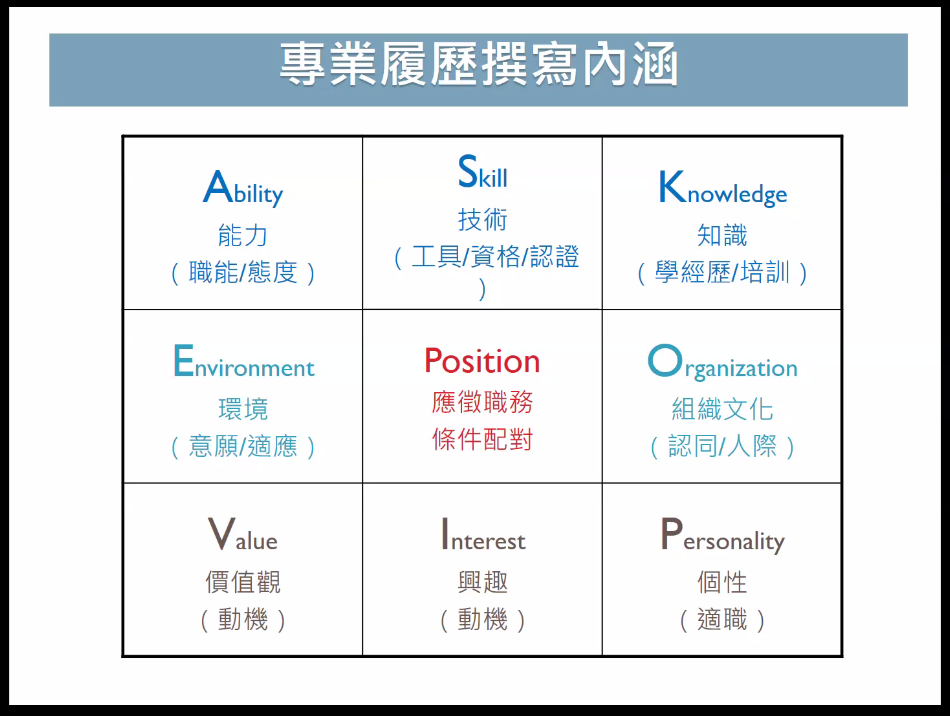 專業履歷撰寫內涵
Ability
能力
（職能/態度）
Skill
技術
（工具/資格/認證
）
Knowledge
知識
（學經歷/培訓）
Environment
環境
（意願/適應）
Position
應徵職務
條件配對
Organization
組織文化
（認同/人際）
Value
價值觀
（動機）
Interest
興趣
（動機）
Personality
個性
（適職）